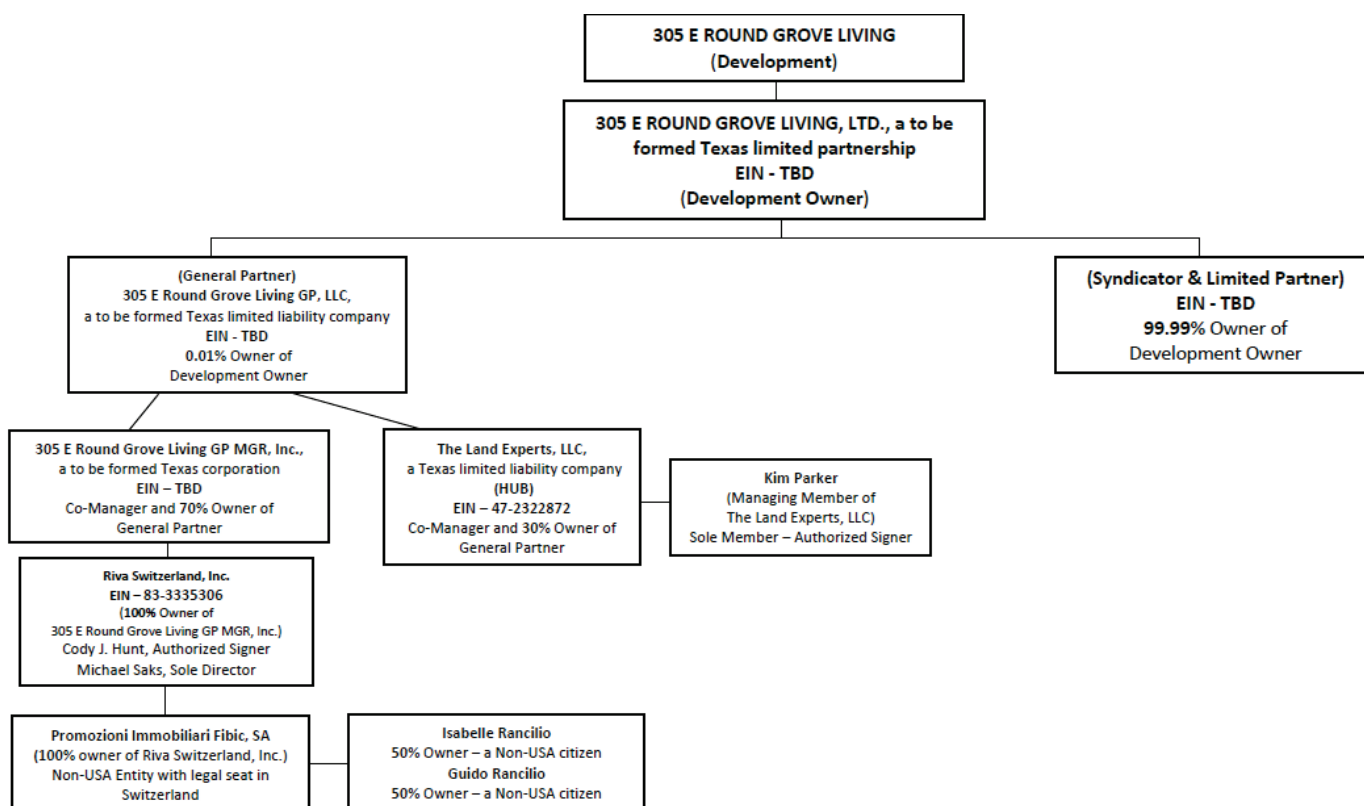 305 E ROUND GROVE LIVING
(Development)
305 E ROUND GROVE LIVING, LTD., a to be
formed Texas limited partnership
EIN - TBD
(Development Owner)
(General Partner)
305 E Round Grove Living GP, LLC,
a to be formed Texas limited liability company
EIN - TBD
0.01% Owner of
Development Owner
(Syndicator & Limited Partner)
EIN - TBD
99.99% Owner of
Development Owner
305 E Round Grove Living GP MGR, Inc.,
a to be formed Texas corporation
EIN – TBD
Co-Manager and 70% Owner of
General Partner
The Land Experts, LLC,
a Texas limited liability company
(HUB)
EIN – 47-2322872
Co-Manager and 30% Owner of
General Partner
Kim Parker
(Managing Member of
The Land Experts, LLC)
Sole Member – Authorized Signer
Riva Switzerland, Inc.
EIN – 83-3335306
(100% Owner of
305 E Round Grove Living GP MGR, Inc.)
Cody J. Hunt, Authorized Signer
Michael Saks, Sole Director
Promozioni Immobiliari Fibic, SA
(100% owner of Riva Switzerland, Inc.)
Non-USA Entity with legal seat in
Switzerland
Isabelle Rancilio
50% Owner – a Non-USA citizen
Guido Rancilio
50% Owner – a Non-USA citizen